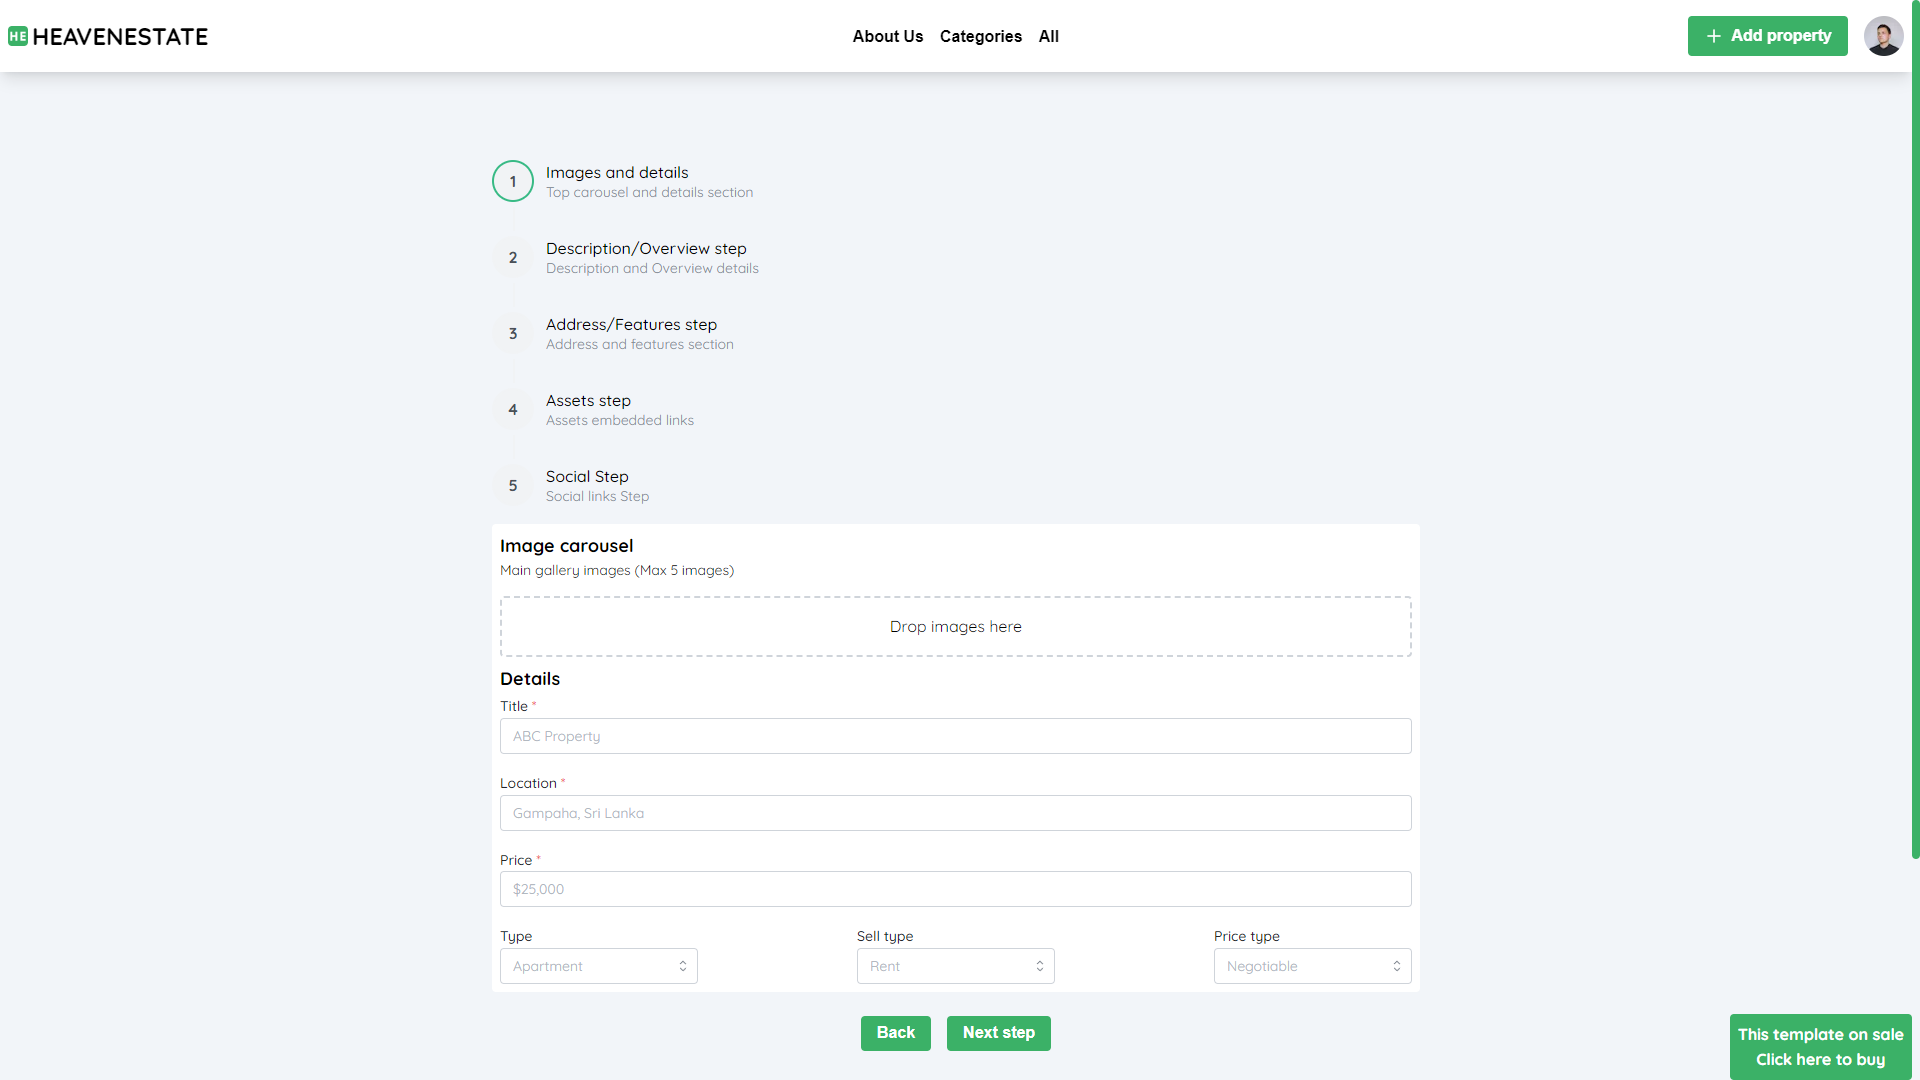 HE HEAVENESTATE
About Us Categories All
+ Add property
1 Images and details
Top carousel and details section
2 Description/Overview step
Description and Overview details
3 Address/Features step
Address and features section
4 Assets step
Assets embedded links
5 Social Step
Social links Step
Image carousel
Main gallery images (Max 5 images)
Drop images here
Details
Title *
ABC Property
Location *
Gampaha, Sri Lanka
Price *
$25,000
Type Sell type Price type
Apartment Rent Negotiable
Back Next step
This template on sale
Click here to buy